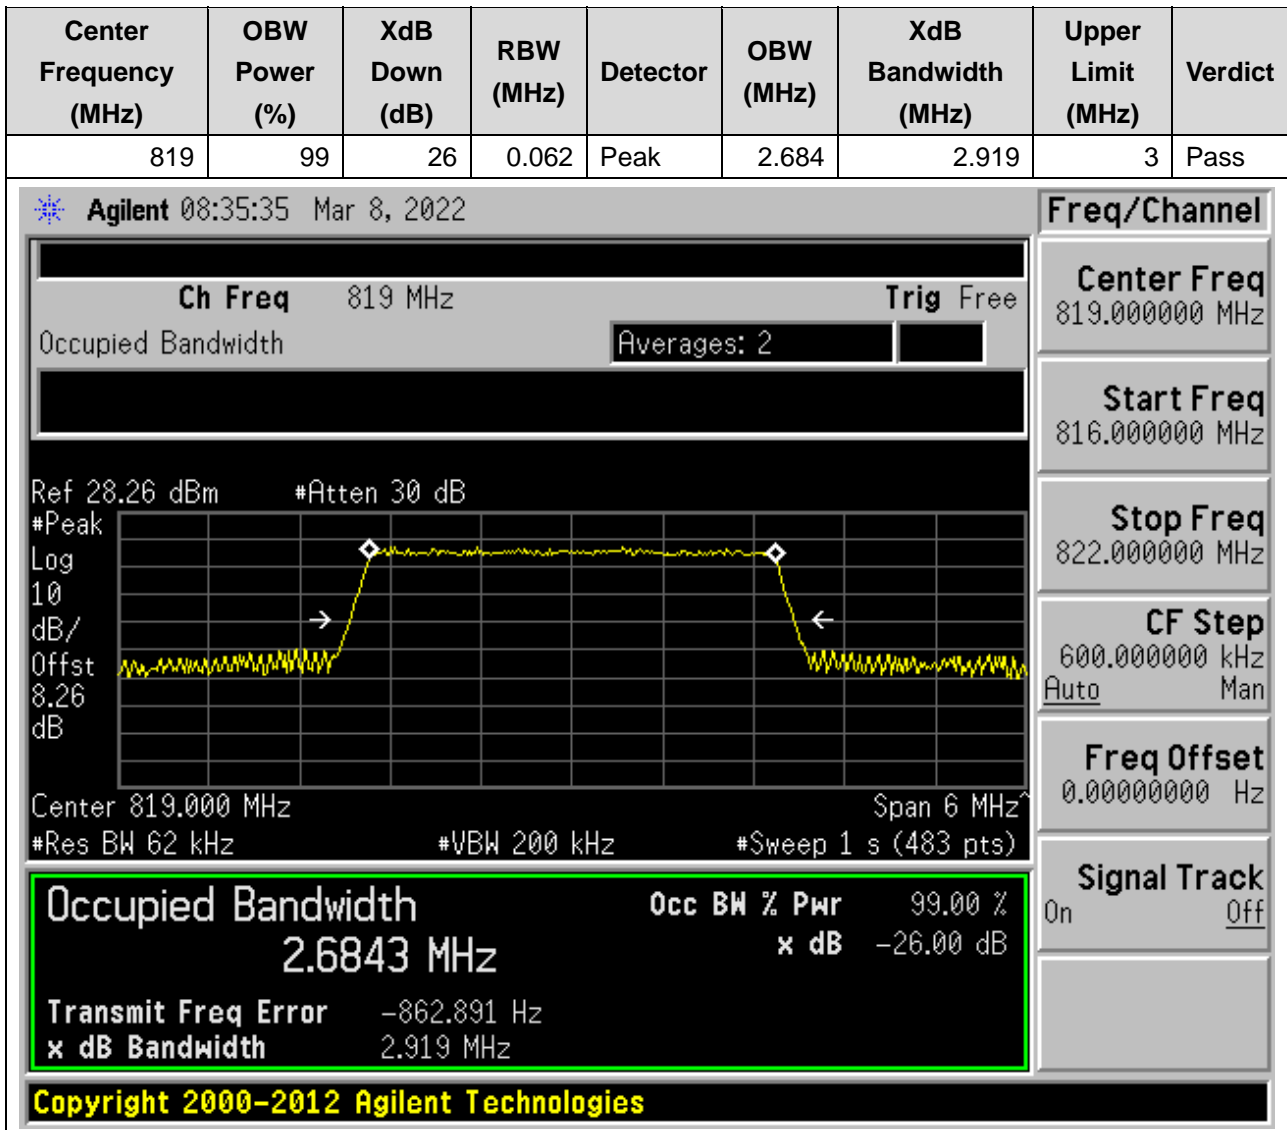 Center Frequency (MHz) OBW Power (%) XdB Down (dB) RBW (MHz) Detector OBW (MHz) XdB Bandwidth (MHz) Upper Limit (MHz) Verdict
819 99 26 0.062 Peak 2.684 2.919 3 Pass
Agilent 08:35:35 Mar 8, 2022
Freq/Channel
Ch Freq 819 MHz Trig Free
Occupied Bandwidth Averages: 2
Ref 28.26 dBm #Atten 30 dB
#Peak
Log
10
dB/
Offst
8.26
dB
Center 819.000 MHz Span 6 MHz^
#Res BW 62 kHz #VBW 200 kHz #Sweep 1 s (483 pts)
Occupied Bandwidth Occ BW % Pwr 99.00 %
2.6843 MHz x dB -26.00 dB
Transmit Freq Error -862.891 Hz
x dB Bandwidth 2.919 MHz
Center Freq
819.000000 MHz
Start Freq
816.000000 MHz
Stop Freq
822.000000 MHz
CF Step
600.000000 kHz
Auto Man
Freq Offset
0.00000000 Hz
Signal Track
On Off
Copyright 2000-2012 Agilent Technologies